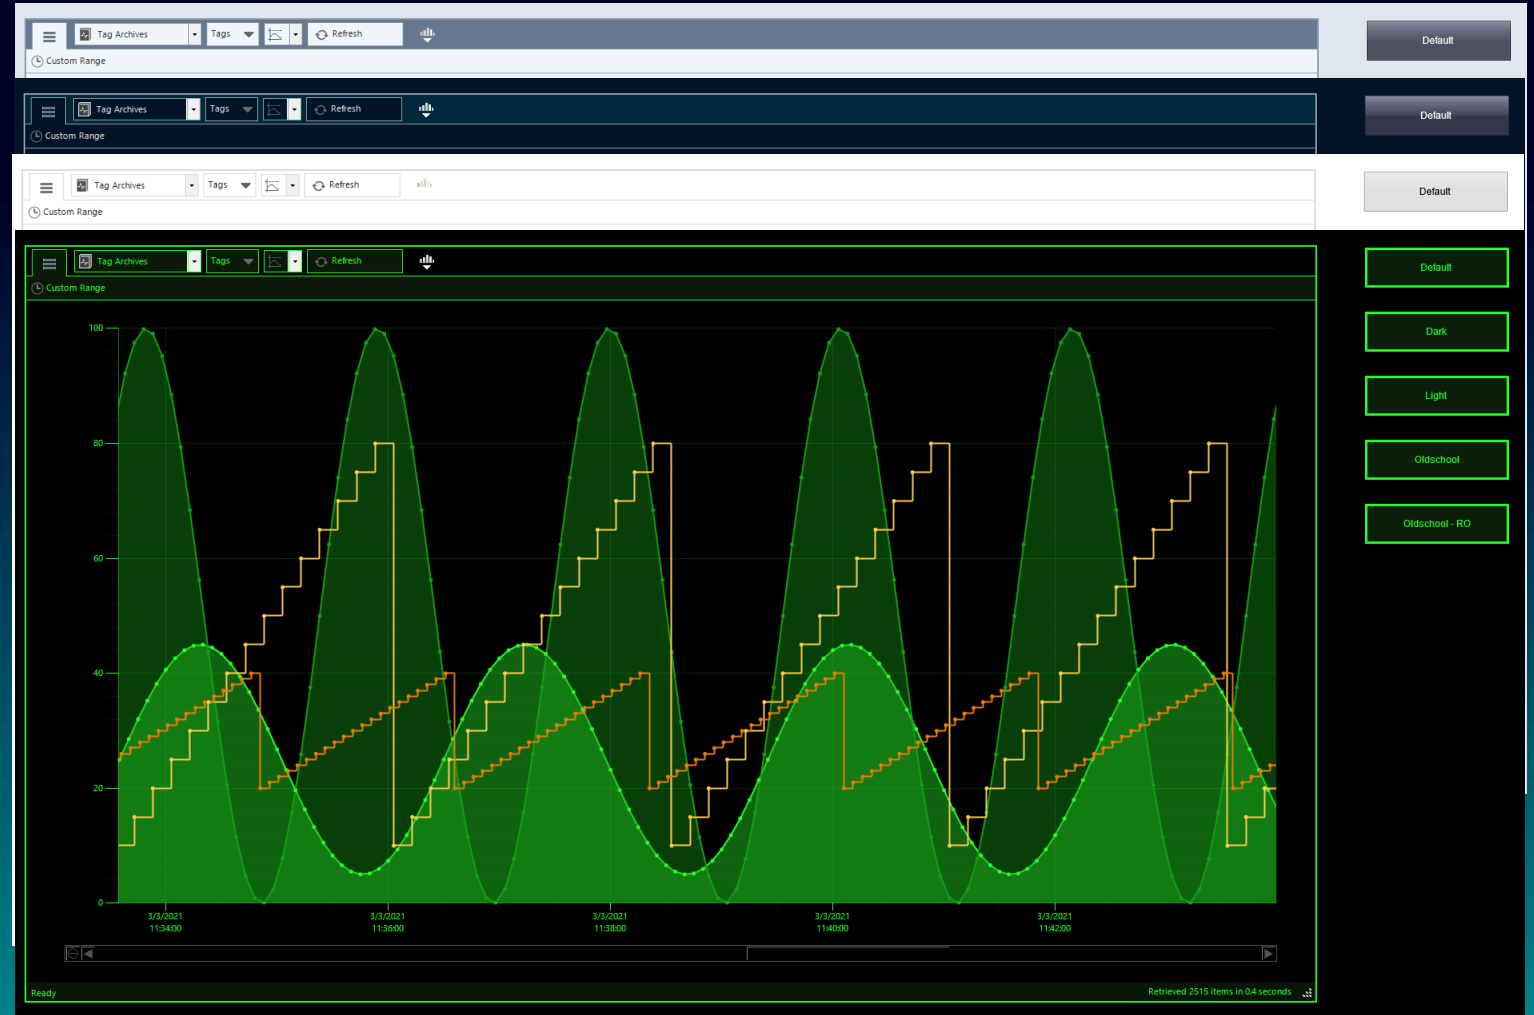 Tag Archives Tags Refresh Default
Custom Range
Tag Archives Tags Refresh Default
Custom Range
Tag Archives Tags Refresh Default
Custom Range
Tag Archives Tags Refresh
Custom Range
Default
Dark
Light
Oldschool
Oldschool - RO
100
80
60
40
20
0
3/3/2021 3/3/2021 3/3/2021 3/3/2021 3/3/2021
11:34:00 11:36:00 11:38:00 11:40:00 11:42:00
Ready Retrieved 2515 items in 0.4 seconds